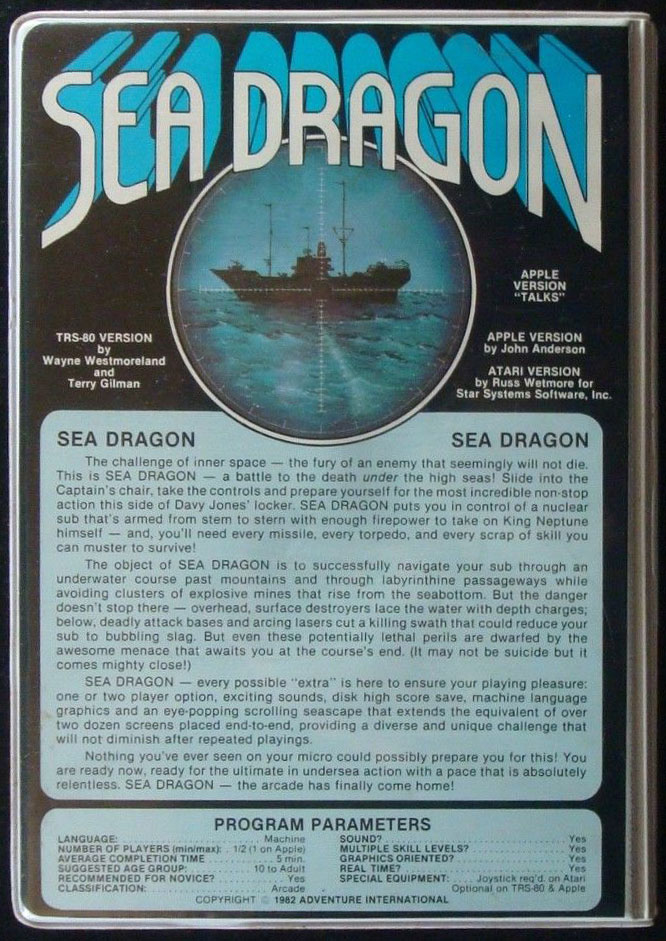 SEA DRAGON
APPLE
VERSION
"TALKS"
TRS-80 VERSION
by
Wayne Westmoreland
and
Terry Gilman
APPLE VERSION
by John Anderson
ATARI VERSION
by Russ Wetmore for
Star Systems Software, Inc.
SEA DRAGON SEA DRAGON
The challenge of inner space — the fury of an enemy that seemingly will not die.
This is SEA DRAGON — a battle to the death under the high seas! Slide into the
Captain's chair, take the controls and prepare yourself for the most incredible non-stop
action this side of Davy Jones' locker. SEA DRAGON puts you in control of a nuclear
sub that's armed from stem to stern with enough firepower to take on King Neptune
himself — and, you'll need every missile, every torpedo, and every scrap of skill you
can muster to survive!
The object of SEA DRAGON is to successfully navigate your sub through an
underwater course past mountains and through labyrinthine passageways while
avoiding clusters of explosive mines that rise from the seabottom. But the danger
doesn't stop there — overhead, surface destroyers lace the water with depth charges;
below, deadly attack bases and arcing lasers cut a killing swath that could reduce your
sub to bubbling slag. But even these potentially lethal perils are dwarfed by the
awesome menace that awaits you at the course's end. (It may not be suicide but it
comes mighty close!)
SEA DRAGON — every possible "extra" is here to ensure your playing pleasure:
one or two player option, exciting sounds, disk high score save, machine language
graphics and an eye-popping scrolling seascape that extends the equivalent of over
two dozen screens placed end-to-end, providing a diverse and unique challenge that
will not diminish after repeated playings.
Nothing you've ever seen on your micro could possibly prepare you for this! You
are ready now, ready for the ultimate in undersea action with a pace that is absolutely
relentless. SEA DRAGON — the arcade has finally come home!
PROGRAM PARAMETERS
LANGUAGE: Machine
NUMBER OF PLAYERS (min/max): 1/2 (1 on Apple)
AVERAGE COMPLETION TIME 5 min.
SUGGESTED AGE GROUP: 10 to Adult
RECOMMENDED FOR NOVICE? Yes
CLASSIFICATION: Arcade
SOUND? Yes
MULTIPLE SKILL LEVELS? Yes
GRAPHICS ORIENTED? Yes
REAL TIME? Yes
SPECIAL EQUIPMENT: Joystick req'd. on Atari
Optional on TRS-80 & Apple
COPYRIGHT © 1982 ADVENTURE INTERNATIONAL